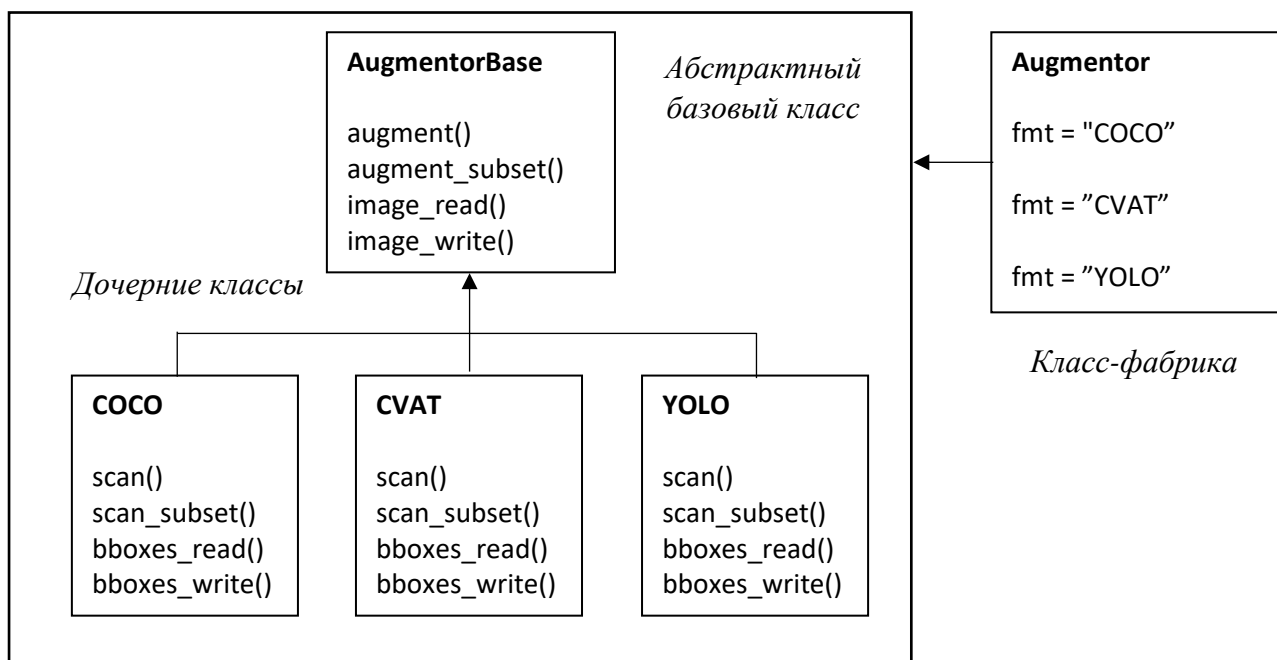 AugmentorBase
augment()
augment_subset()
image_read()
image_write()
Абстрактный
базовый класс
Augmentor
fmt = "COCO”
fmt = ”CVAT”
fmt = ”YOLO”
Класс-фабрика
Дочерние классы
COCO
scan()
scan_subset()
bboxes_read()
bboxes_write()
CVAT
scan()
scan_subset()
bboxes_read()
bboxes_write()
YOLO
scan()
scan_subset()
bboxes_read()
bboxes_write()